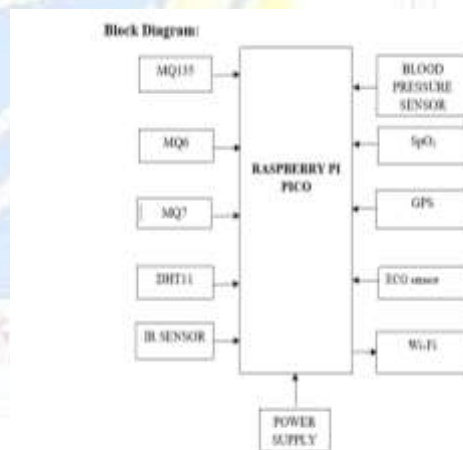 Block Diagram:
MQ135
MQ6
MQ7
DHT11
IR SENSOR
RASPBERRY PI
PICO
BLOOD
PRESSURE
SENSOR
SpO₂
GPS
ECG sensor
Wi-Fi
POWER
SUPPLY